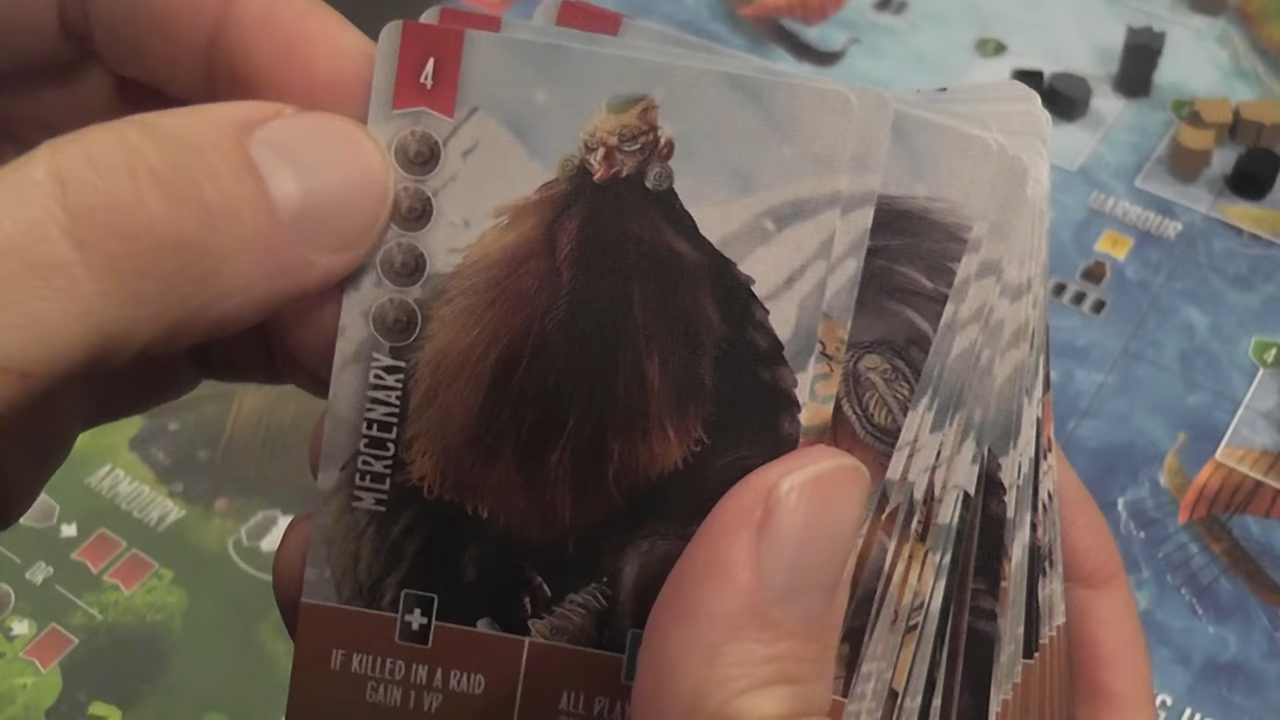 4
MERCENARY
IF KILLED IN A RAID
GAIN 1 VP
ALL PLA
HARBOUR
4
ARMOURY